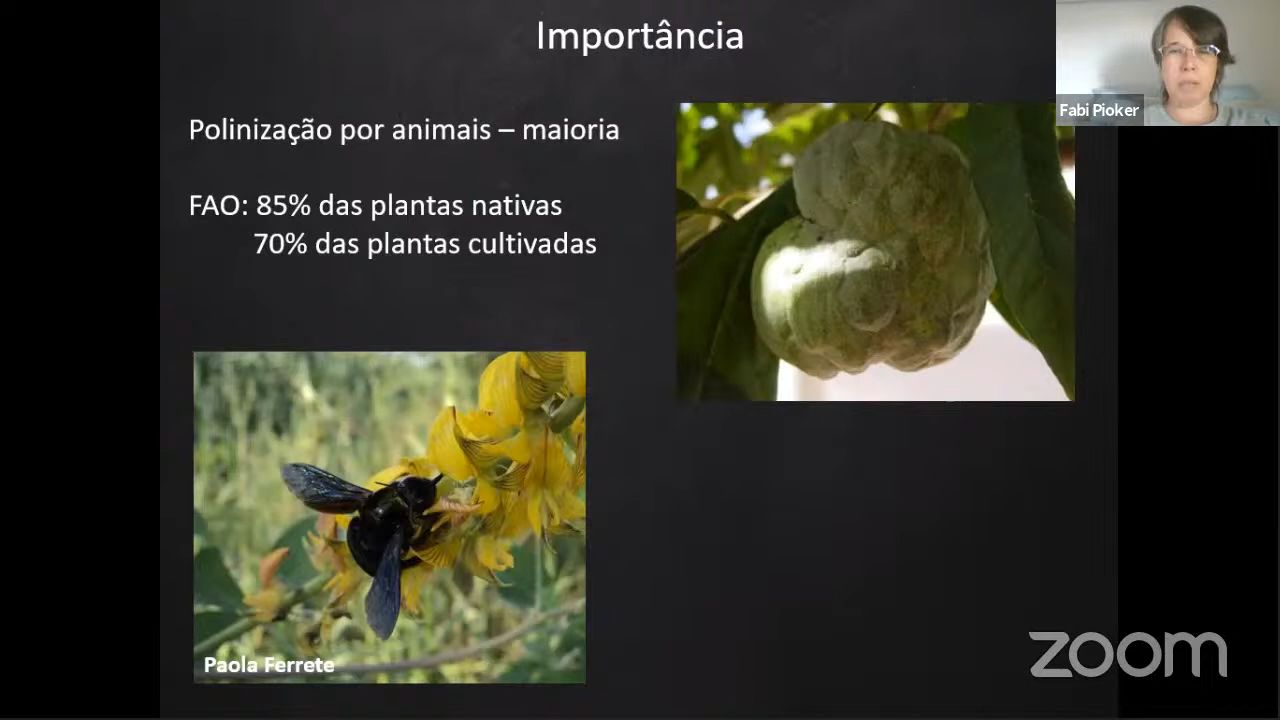 Importância
Fabi Pioker
Polinização por animais – maioria
FAO: 85% das plantas nativas
70% das plantas cultivadas
Paola Ferrete
zoom